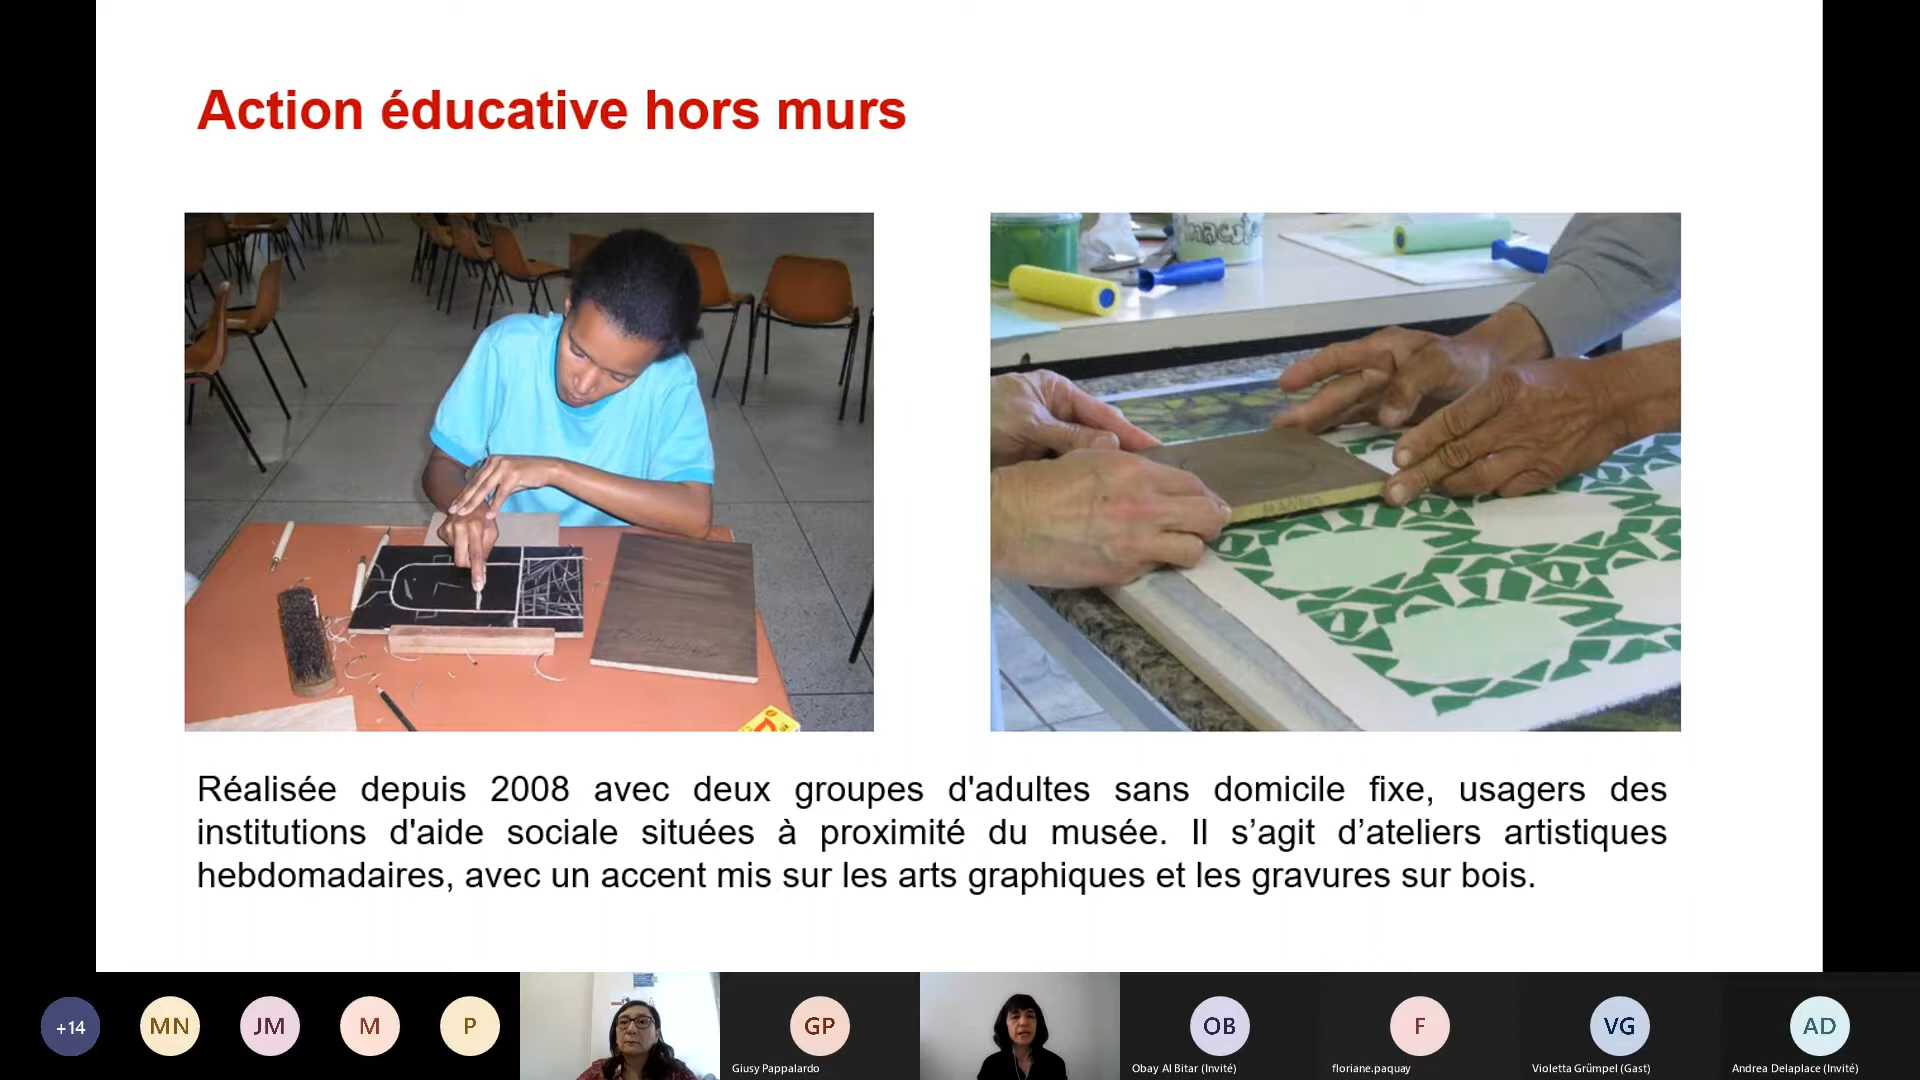 Action éducative hors murs
Réalisée depuis 2008 avec deux groupes d'adultes sans domicile fixe, usagers des
institutions d'aide sociale situées à proximité du musée. Il s’agit d’ateliers artistiques
hebdomadaires, avec un accent mis sur les arts graphiques et les gravures sur bois.
+14
MN
JM
M
P
GP
Giusy Pappalardo
OB
Obay Al Bitar (Invité)
F
floriane.paquay
VG
Violetta Grümpel (Gast)
AD
Andrea Delaplace (Invité)